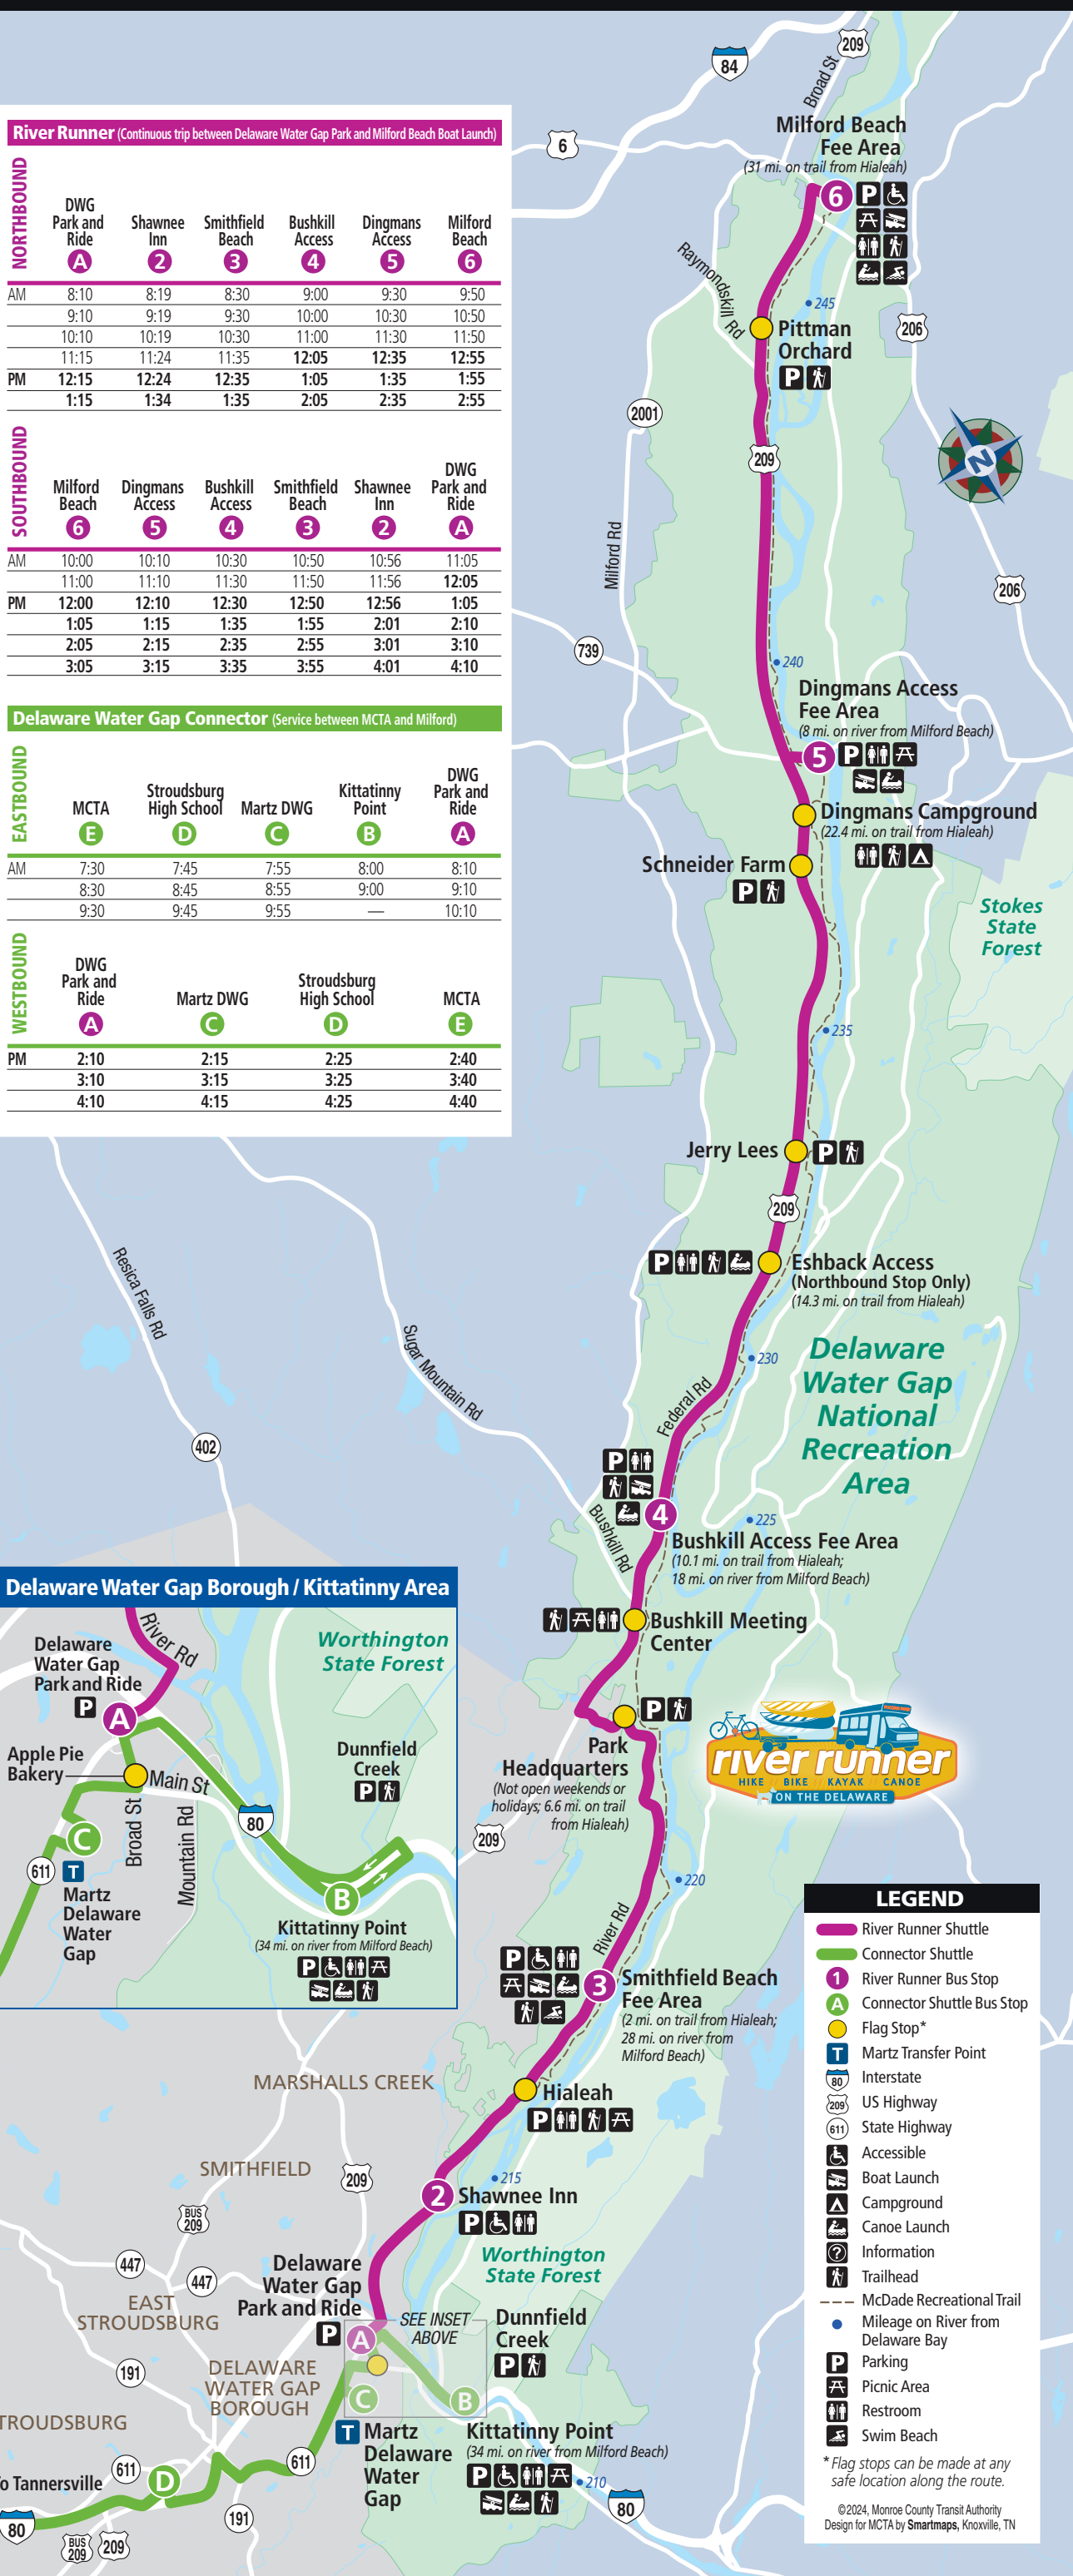 209
Broad St
84
Milford Beach
Fee Area
(31 mi. on trail from Hialeah)
6
6
River Runner (Continuous trip between Delaware Water Gap Park and Milford Beach Boat Launch)
NORTHBOUND
DWG Park and Ride Shawnee Inn Smithfield Beach Bushkill Access Dingmans Access Milford Beach
A 2 3 4 5 6
AM 8:10 8:19 8:30 9:00 9:30 9:50
9:10 9:19 9:30 10:00 10:30 10:50
10:10 10:19 10:30 11:00 11:30 11:50
11:15 11:24 11:35 12:05 12:35 12:55
PM 12:15 12:24 12:35 1:05 1:35 1:55
1:15 1:34 1:35 2:05 2:35 2:55
SOUTHBOUND
Milford Beach Dingmans Access Bushkill Access Smithfield Beach Shawnee Inn DWG Park and Ride
6 5 4 3 2 A
AM 10:00 10:10 10:30 10:50 10:56 11:05
11:00 11:10 11:30 11:50 11:56 12:05
PM 12:00 12:10 12:30 12:50 12:56 1:05
1:05 1:15 1:35 1:55 2:01 2:10
2:05 2:15 2:35 2:55 3:01 3:10
3:05 3:15 3:35 3:55 4:01 4:10
Delaware Water Gap Connector (Service between MCTA and Milford)
EASTBOUND
MCTA Stroudsburg High School Martz DWG Kittatinny Point DWG Park and Ride
E D C B A
AM 7:30 7:45 7:55 8:00 8:10
8:30 8:45 8:55 9:00 9:10
9:30 9:45 9:55 — 10:10
WESTBOUND
DWG Park and Ride Martz DWG Stroudsburg High School MCTA
A C D E
PM 2:10 2:15 2:25 2:40
3:10 3:15 3:25 3:40
4:10 4:15 4:25 4:40
P
Raymondskill Rd
245
206
Pittman
Orchard
P
2001
209
N
Milford Rd
206
739
240
Dingmans Access
Fee Area
(8 mi. on river from Milford Beach)
5
P
Dingmans Campground
(22.4 mi. on trail from Hialeah)
Schneider Farm
P
Stokes
State
Forest
235
Jerry Lees
P
209
P
Eshback Access
(Northbound Stop Only)
(14.3 mi. on trail from Hialeah)
Resica Falls Rd
Sugar Mountain Rd
230
Delaware
Water Gap
National
Recreation
Area
Federal Rd
402
P
4
225
Bushkill Rd
Bushkill Access Fee Area
(10.1 mi. on trail from Hialeah;
18 mi. on river from Milford Beach)
Bushkill Meeting
Center
P
Park
Headquarters
(Not open weekends or
holidays; 6.6 mi. on trail
from Hialeah)
209
river runner
HIKE BIKE KAYAK CANOE
ON THE DELAWARE
220
River Rd
P
3
Smithfield Beach
Fee Area
(2 mi. on trail from Hialeah;
28 mi. on river from
Milford Beach)
Hialeah
P
215
2
Shawnee Inn
P
Worthington
State Forest
Delaware Water Gap Borough / Kittatinny Area
River Rd
Worthington
State Forest
Delaware
Water Gap
Park and Ride
P
A
Apple Pie
Bakery
Main St
Dunnfield
Creek
P
Broad St
Mountain Rd
80
C
611
T
Martz
Delaware
Water
Gap
B
Kittatinny Point
(34 mi. on river from Milford Beach)
P
MARSHALLS CREEK
SMITHFIELD
209
BUS
209
447
447
EAST
STROUDSBURG
Delaware
Water Gap
Park and Ride
P
A
SEE INSET
ABOVE
Dunnfield
Creek
P
191
DELAWARE
WATER GAP
BOROUGH
C
B
TROUDSBURG
T
Martz
Delaware
Water
Gap
Kittatinny Point
(34 mi. on river from Milford Beach)
P
210
80
611
611
o Tannersville
D
80
191
BUS
209
209
LEGEND
River Runner Shuttle
Connector Shuttle
1 River Runner Bus Stop
A Connector Shuttle Bus Stop
Flag Stop*
T Martz Transfer Point
80 Interstate
209 US Highway
611 State Highway
Accessible
Boat Launch
Campground
Canoe Launch
? Information
Trailhead
McDade Recreational Trail
Mileage on River from
Delaware Bay
P Parking
Picnic Area
Restroom
Swim Beach
*Flag stops can be made at any
safe location along the route.
©2024, Monroe County Transit Authority
Design for MCTA by Smartmaps, Knoxville, TN